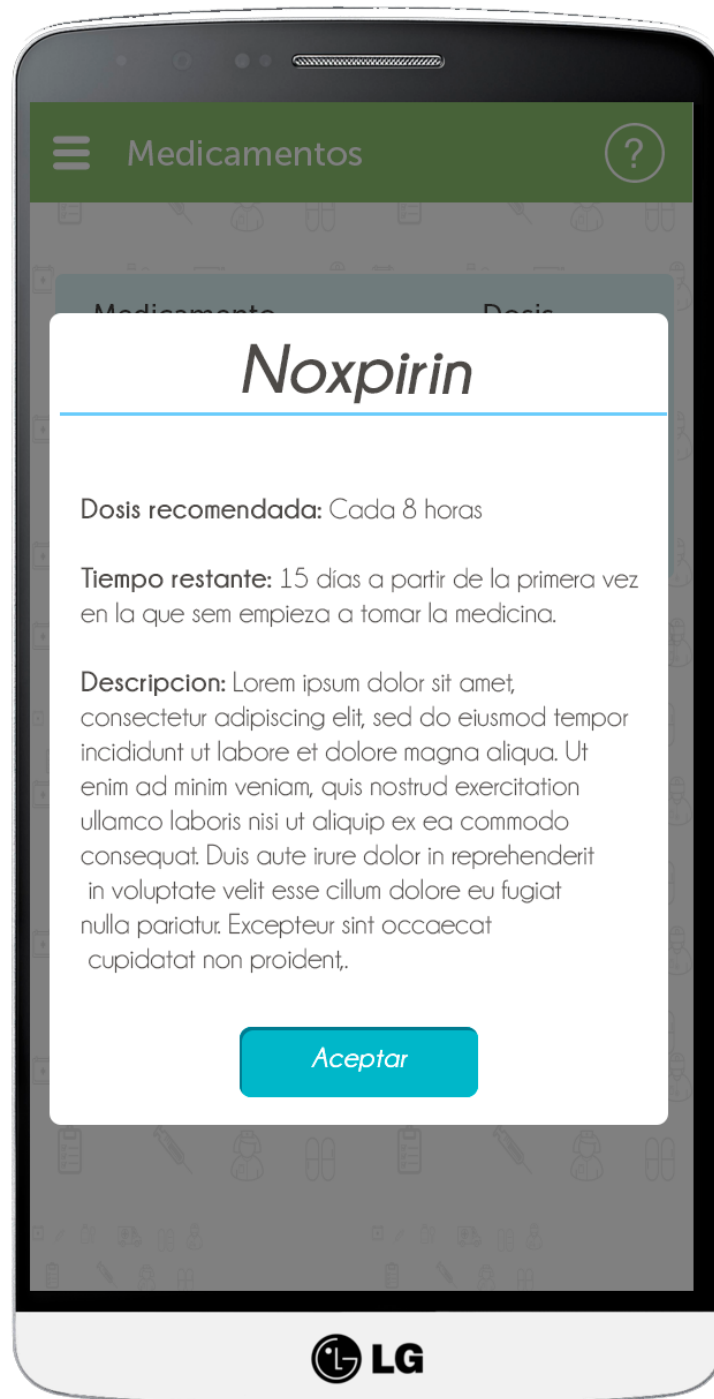 Medicamentos
?
Medicamento Dosis
Noxpirin
Dosis recomendada: Cada 8 horas
Tiempo restante: 15 días a partir de la primera vez
en la que sem empieza a tomar la medicina.
Descripcion: Lorem ipsum dolor sit amet,
consectetur adipiscing elit, sed do eiusmod tempor
incididunt ut labore et dolore magna aliqua. Ut
enim ad minim veniam, quis nostrud exercitation
ullamco laboris nisi ut aliquip ex ea commodo
consequat. Duis aute irure dolor in reprehenderit
in voluptate velit esse cillum dolore eu fugiat
nulla pariatur. Excepteur sint occaecat
cupidatat non proident,.
Aceptar
LG